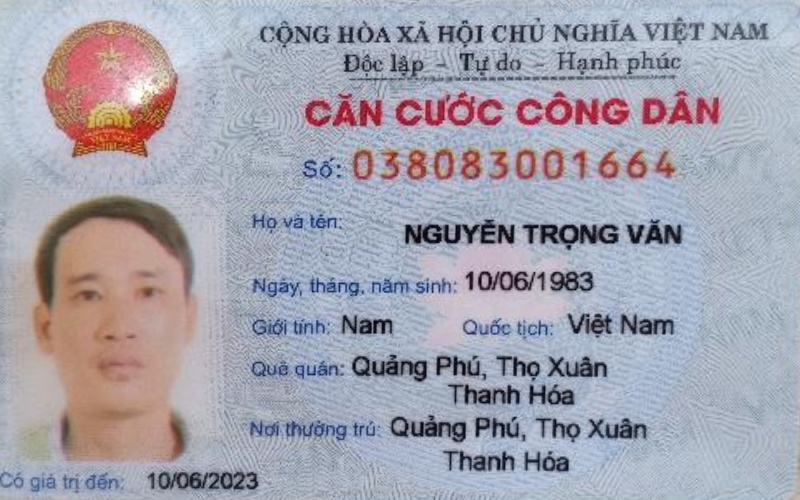 CỘNG HÒA XÃ HỘI CHỦ NGHĨA VIỆT NAM
Độc lập - Tự do - Hạnh phúc
CĂN CƯỚC CÔNG DÂN
Số: 038083001664
Họ và tên: NGUYỄN TRỌNG VĂN
Ngày, tháng, năm sinh: 10/06/1983
Giới tính: Nam Quốc tịch: Việt Nam
Quê quán: Quảng Phú, Thọ Xuân
Thanh Hóa
Nơi thường trú: Quảng Phú, Thọ Xuân
Thanh Hóa
Có giá trị đến: 10/06/2023